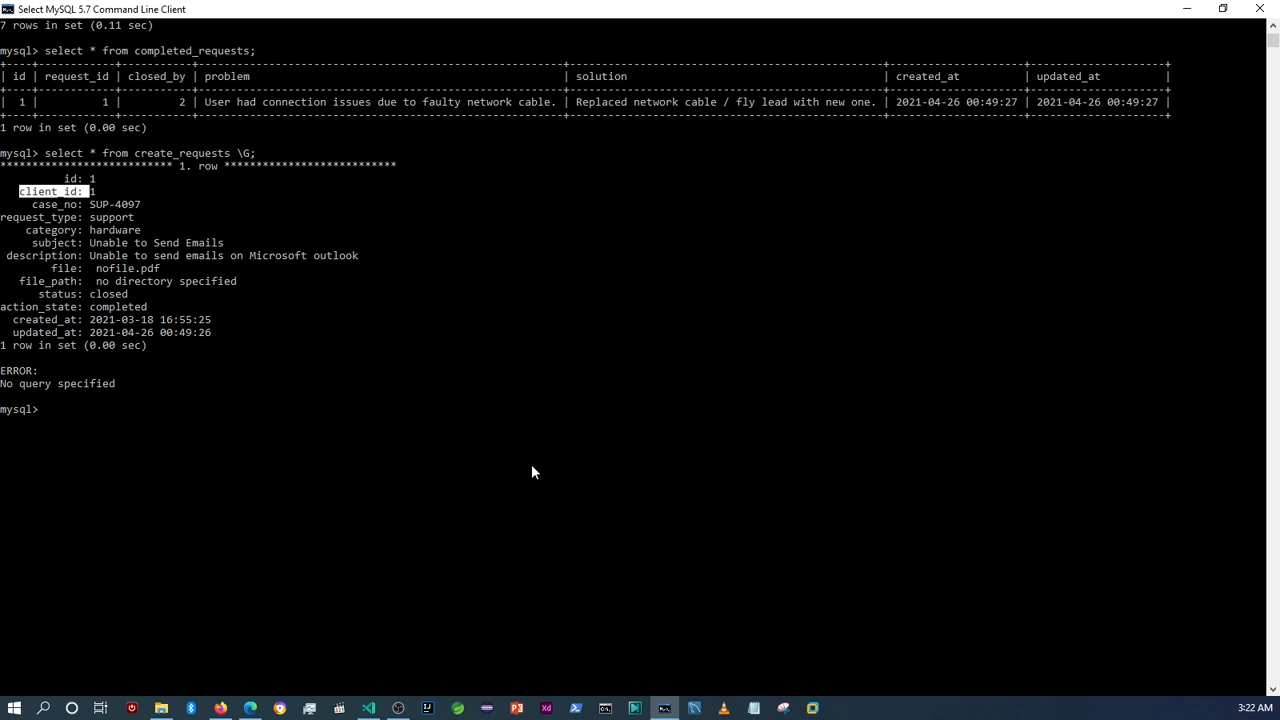 Select MySQL 5.7 Command Line Client
7 rows in set (0.11 sec)
mysql> select * from completed_requests;
+----+------------+-----------+---------------------------------------------------------+-------------------------------------------------+---------------------+---------------------+
| id | request_id | closed_by | problem | solution | created_at | updated_at |
+----+------------+-----------+---------------------------------------------------------+-------------------------------------------------+---------------------+---------------------+
| 1 | 1 | 2 | User had connection issues due to faulty network cable. | Replaced network cable / fly lead with new one. | 2021-04-26 00:49:27 | 2021-04-26 00:49:27 |
+----+------------+-----------+---------------------------------------------------------+-------------------------------------------------+---------------------+---------------------+
1 row in set (0.00 sec)
mysql> select * from create_requests \G;
*************************** 1. row ***************************
id: 1
client_id: 1
case_no: SUP-4097
request_type: support
category: hardware
subject: Unable to Send Emails
description: Unable to send emails on Microsoft outlook
file: nofile.pdf
file_path: no directory specified
status: closed
action_state: completed
created_at: 2021-03-18 16:55:25
updated_at: 2021-04-26 00:49:26
1 row in set (0.00 sec)
ERROR:
No query specified
mysql>
3:22 AM